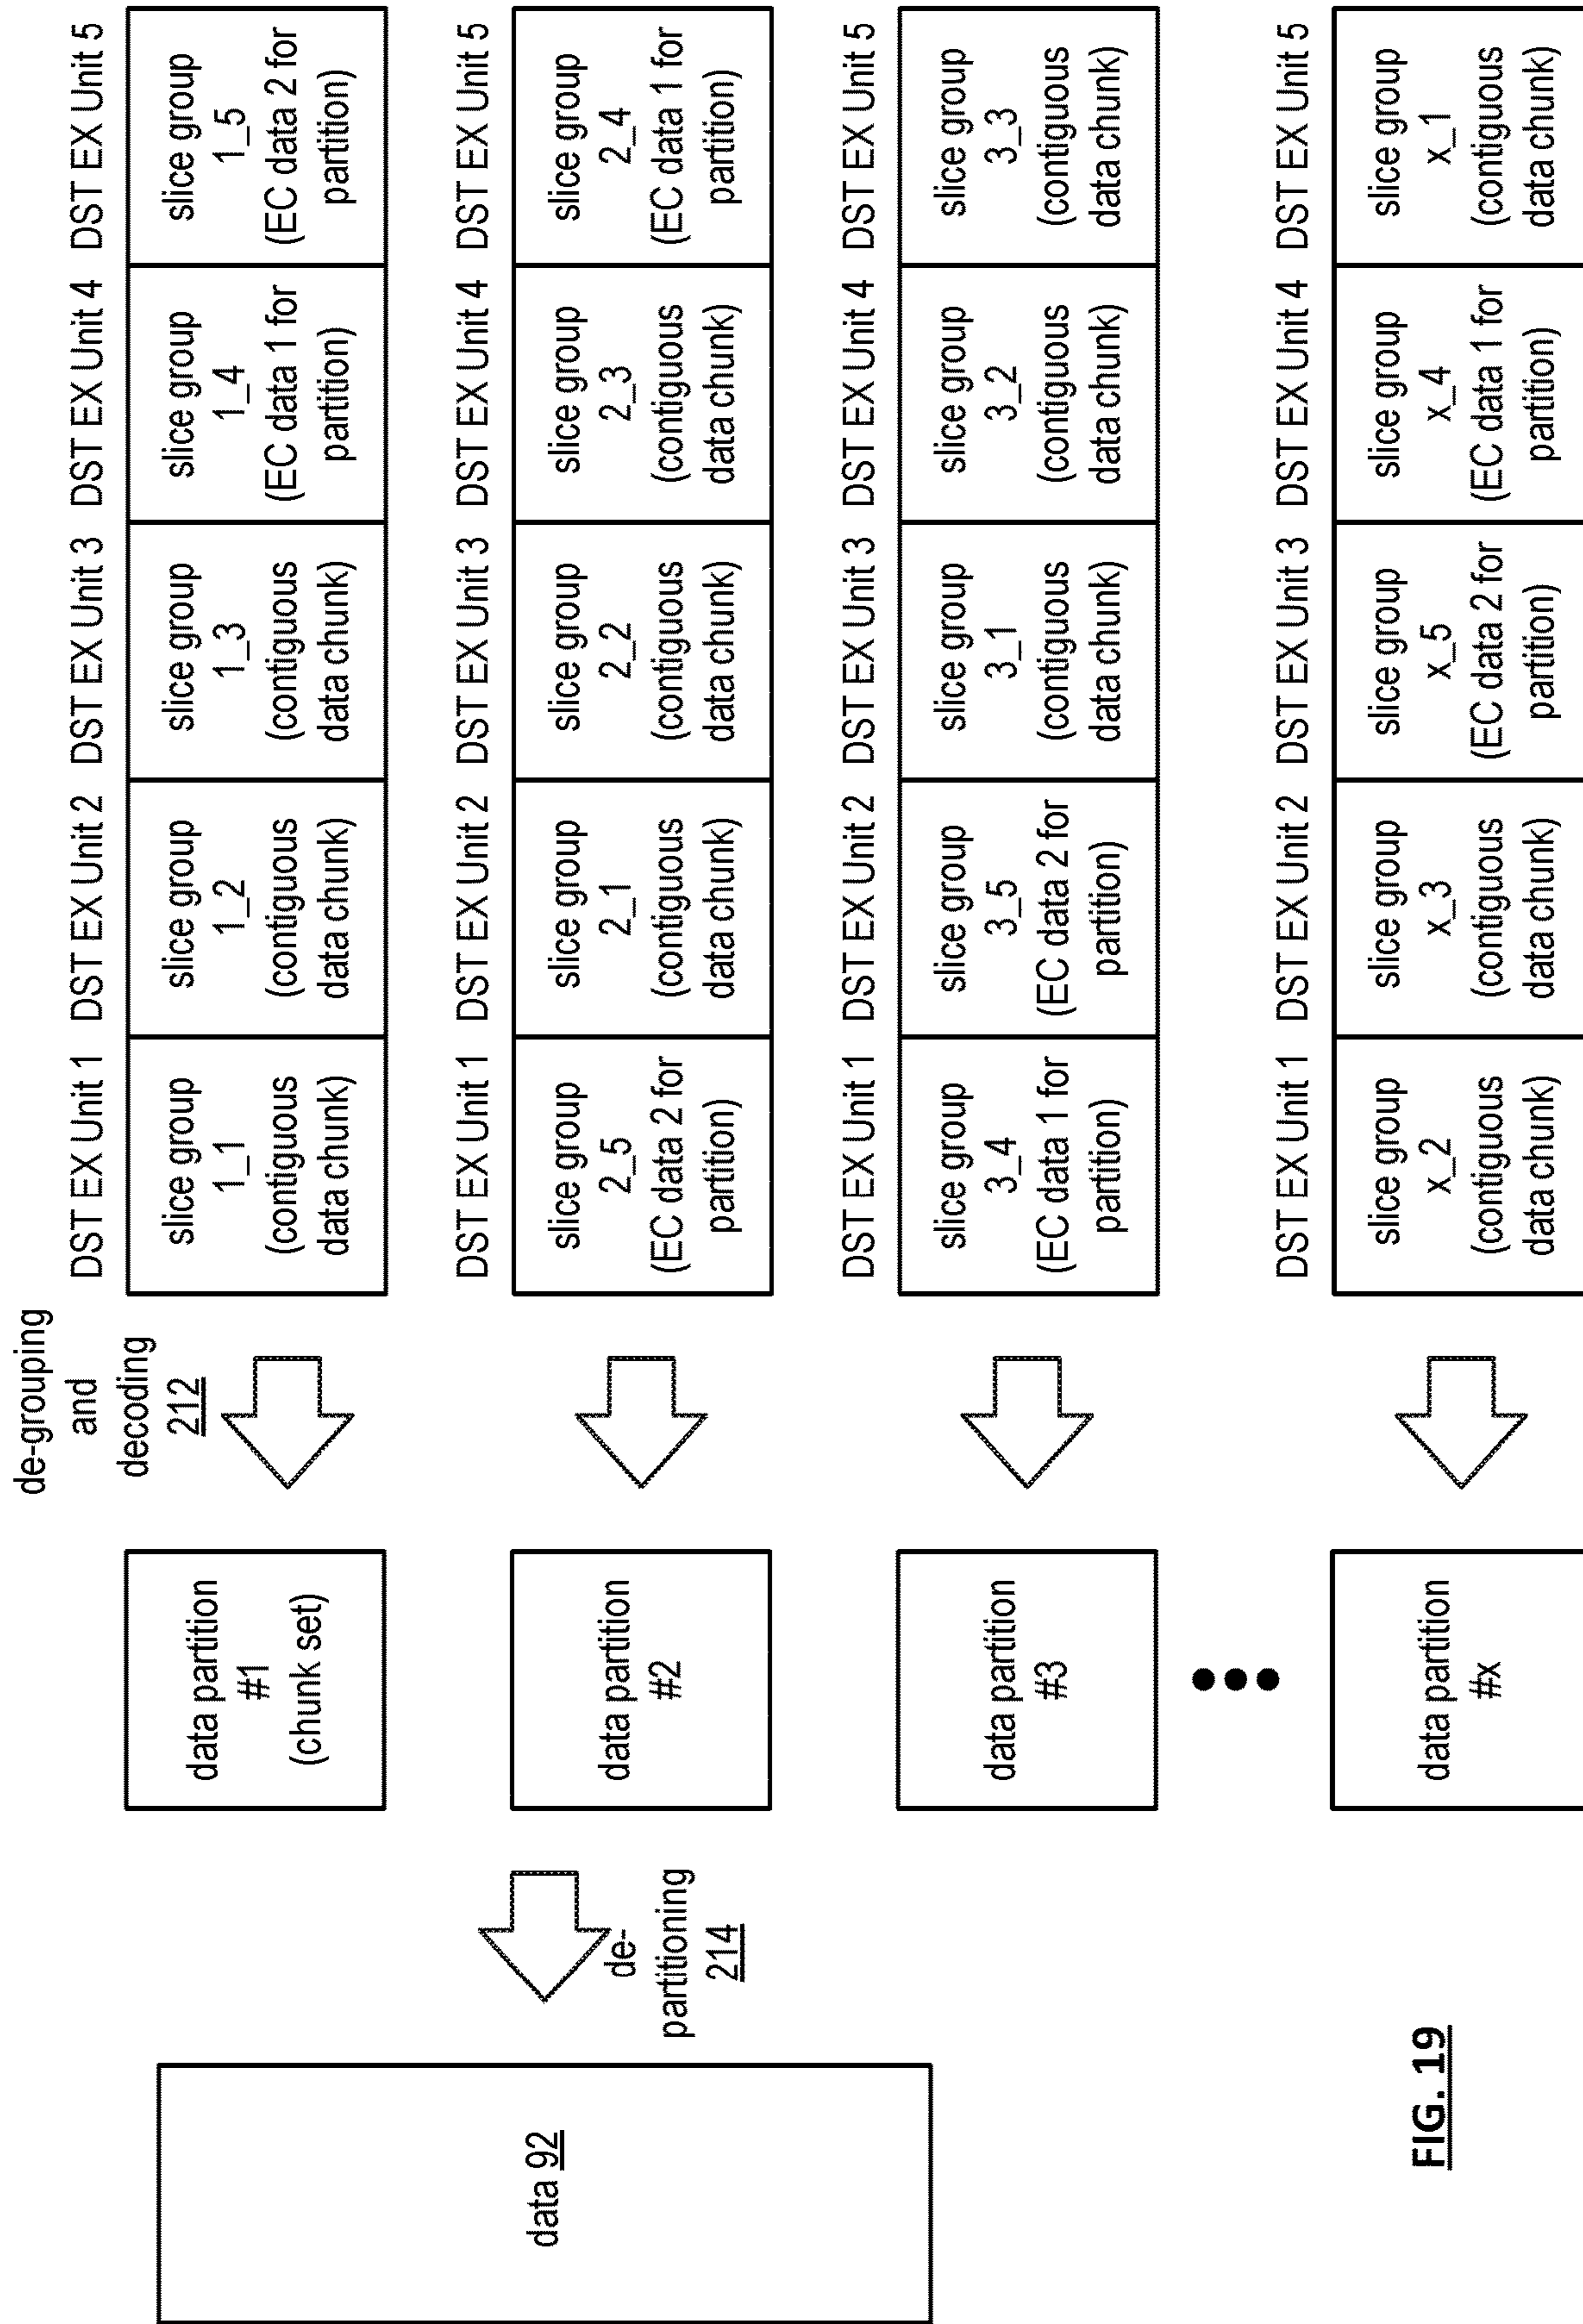 de-grouping
and
decoding
212
DST EX Unit 1 DST EX Unit 2 DST EX Unit 3 DST EX Unit 4 DST EX Unit 5
data partition
#1
(chunk set)
slice group
1_1
(contiguous
data chunk)
slice group
1_2
(contiguous
data chunk)
slice group
1_3
(contiguous
data chunk)
slice group
1_4
(EC data 1 for
partition)
slice group
1_5
(EC data 2 for
partition)
data 92
de-
partitioning
214
DST EX Unit 1 DST EX Unit 2 DST EX Unit 3 DST EX Unit 4 DST EX Unit 5
data partition
#2
slice group
2_5
(EC data 2 for
partition)
slice group
2_1
(contiguous
data chunk)
slice group
2_2
(contiguous
data chunk)
slice group
2_3
(contiguous
data chunk)
slice group
2_4
(EC data 1 for
partition)
DST EX Unit 1 DST EX Unit 2 DST EX Unit 3 DST EX Unit 4 DST EX Unit 5
data partition
#3
slice group
3_4
(EC data 1 for
partition)
slice group
3_5
(EC data 2 for
partition)
slice group
3_1
(contiguous
data chunk)
slice group
3_2
(contiguous
data chunk)
slice group
3_3
(contiguous
data chunk)
DST EX Unit 1 DST EX Unit 2 DST EX Unit 3 DST EX Unit 4 DST EX Unit 5
data partition
#x
slice group
x_2
(contiguous
data chunk)
slice group
x_3
(contiguous
data chunk)
slice group
x_5
(EC data 2 for
partition)
slice group
x_4
(EC data 1 for
partition)
slice group
x_1
(contiguous
data chunk)
FIG. 19